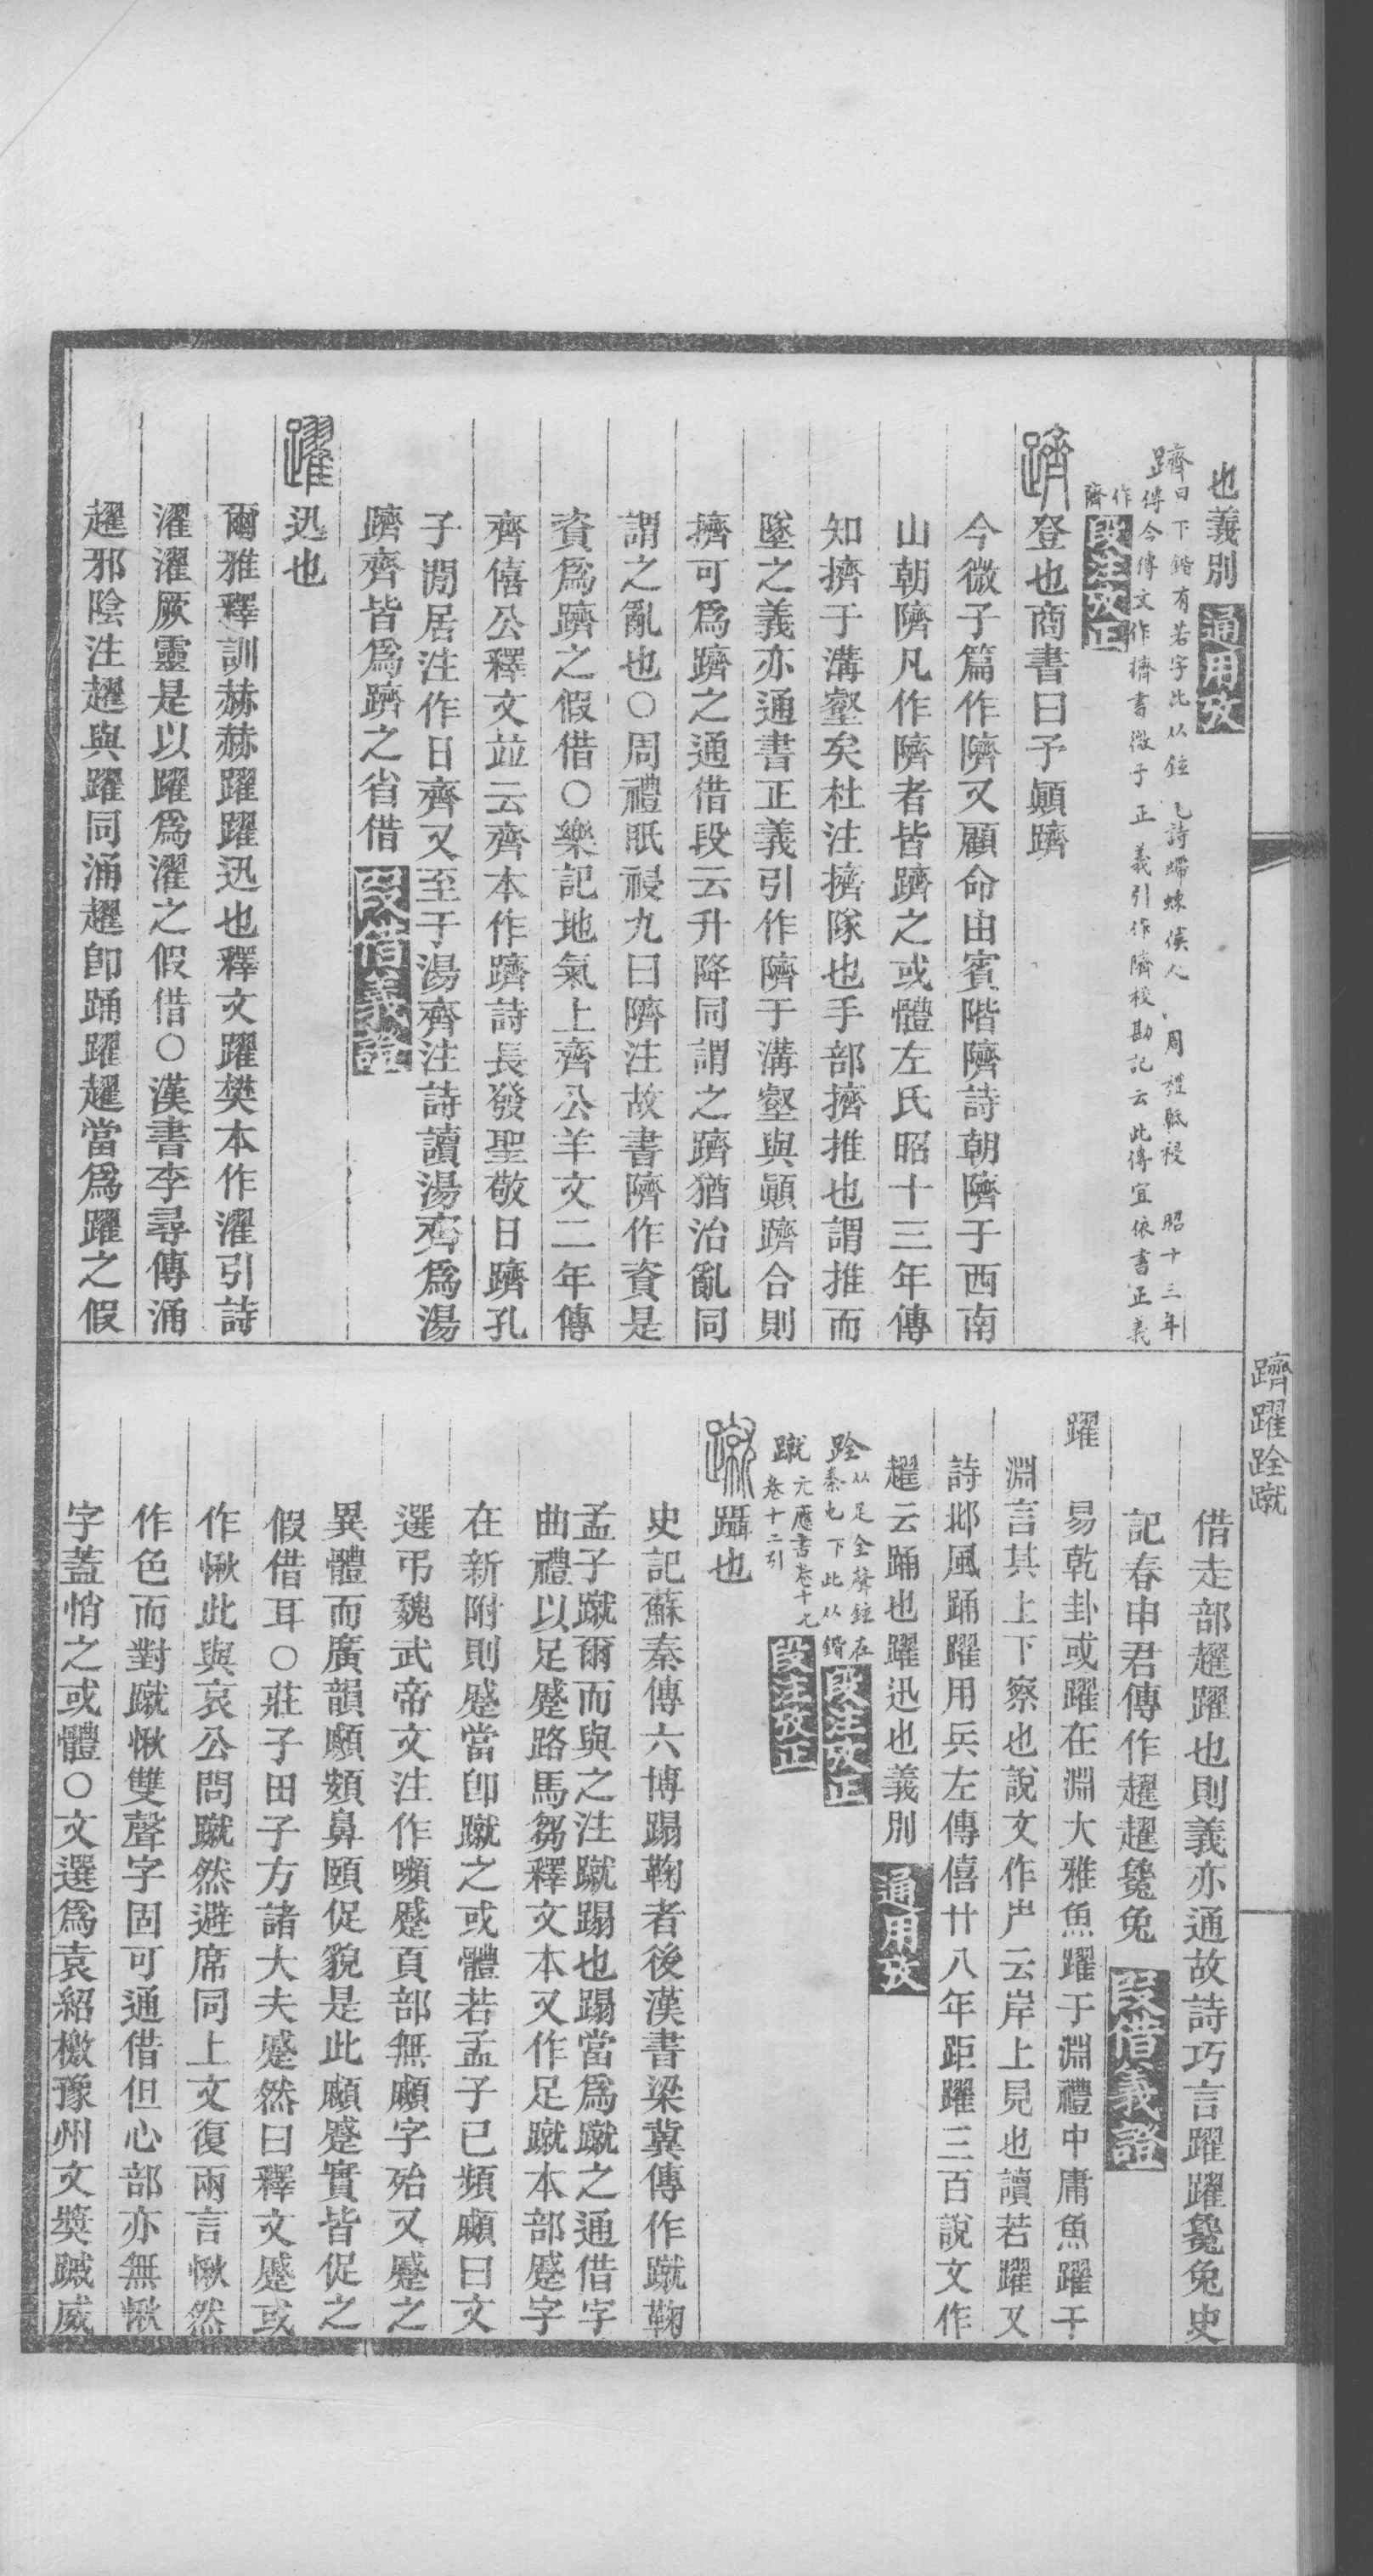 也義別 通用攷
躋曰下鍇有若字此从鉉 凡詩蝃蝀候人 周禮眡祲 昭十三年
傳今傳文作擠書微子正義引作隮校勘記云此傳宜依書正義
作隮 段注攷正
躋 登也商書曰予顚躋
今微子篇作隮又顧命由賓階隮詩朝隮于西南
山朝隮凡作隮者皆躋之或體左氏昭十三年傳
知擠于溝壑矣杜注擠隊也手部擠推也謂推而
墜之義亦通書正義引作隮于溝壑與顚躋合則
擠可爲躋之通借段云升降同謂之躋猶治亂同
謂之亂也○周禮眡祲九曰隮注故書隮作資是
資爲躋之假借○樂記地氣上齊公羊文二年傳
齊僖公釋文竝云齊本作躋詩長發聖敬日躋孔
子閒居注作日齊又至于湯齊注詩讀湯齊爲湯
躋齊皆爲躋之省借 叚借義證
躍 迅也
爾雅釋訓赫赫躍躍迅也釋文躍樊本作濯引詩
濯濯厥靈是以躍爲濯之假借○漢書李尋傳涌
趯邪陰注趯與躍同涌趯卽踊躍趯當爲躍之假
躋躍跧蹴
借走部趯躍也則義亦通故詩巧言躍躍毚兔史
記春申君傳作趯趯毚兔 叚借義證
躍 易乾卦或躍在淵大雅魚躍于淵禮中庸魚躍于
淵言其上下察也說文作屵云岸上見也讀若躍又
詩邶風踊躍用兵左傳僖廿八年距躍三百說文作
趯云踊也躍迅也義別 通用攷
跧 从足全聲鉉在
蹙也下此从鍇 段注攷正
蹴 元應書卷十九
卷十二引 段注攷正
蹴 躡也
史記蘇秦傳六博蹋鞠者後漢書梁冀傳作蹴鞠
孟子蹴爾而與之注蹴蹋也蹋當爲蹴之通借字
曲禮以足蹙路馬芻釋文本又作足蹴本部蹙字
在新附則蹙當卽蹴之或體若孟子已頻顣曰文
選弔魏武帝文注作嚬蹙頁部無顣字殆又蹙之
異體而廣韻顣頞鼻頤促貌是此顣蹙實皆促之
假借耳○莊子田子方諸大夫蹙然曰釋文蹙或
作愀此與哀公問蹴然避席同上文復兩言愀然
作色而對蹴愀雙聲字固可通借但心部亦無愀
字蓋悄之或體○文選爲袁紹檄豫州文獎蹴威